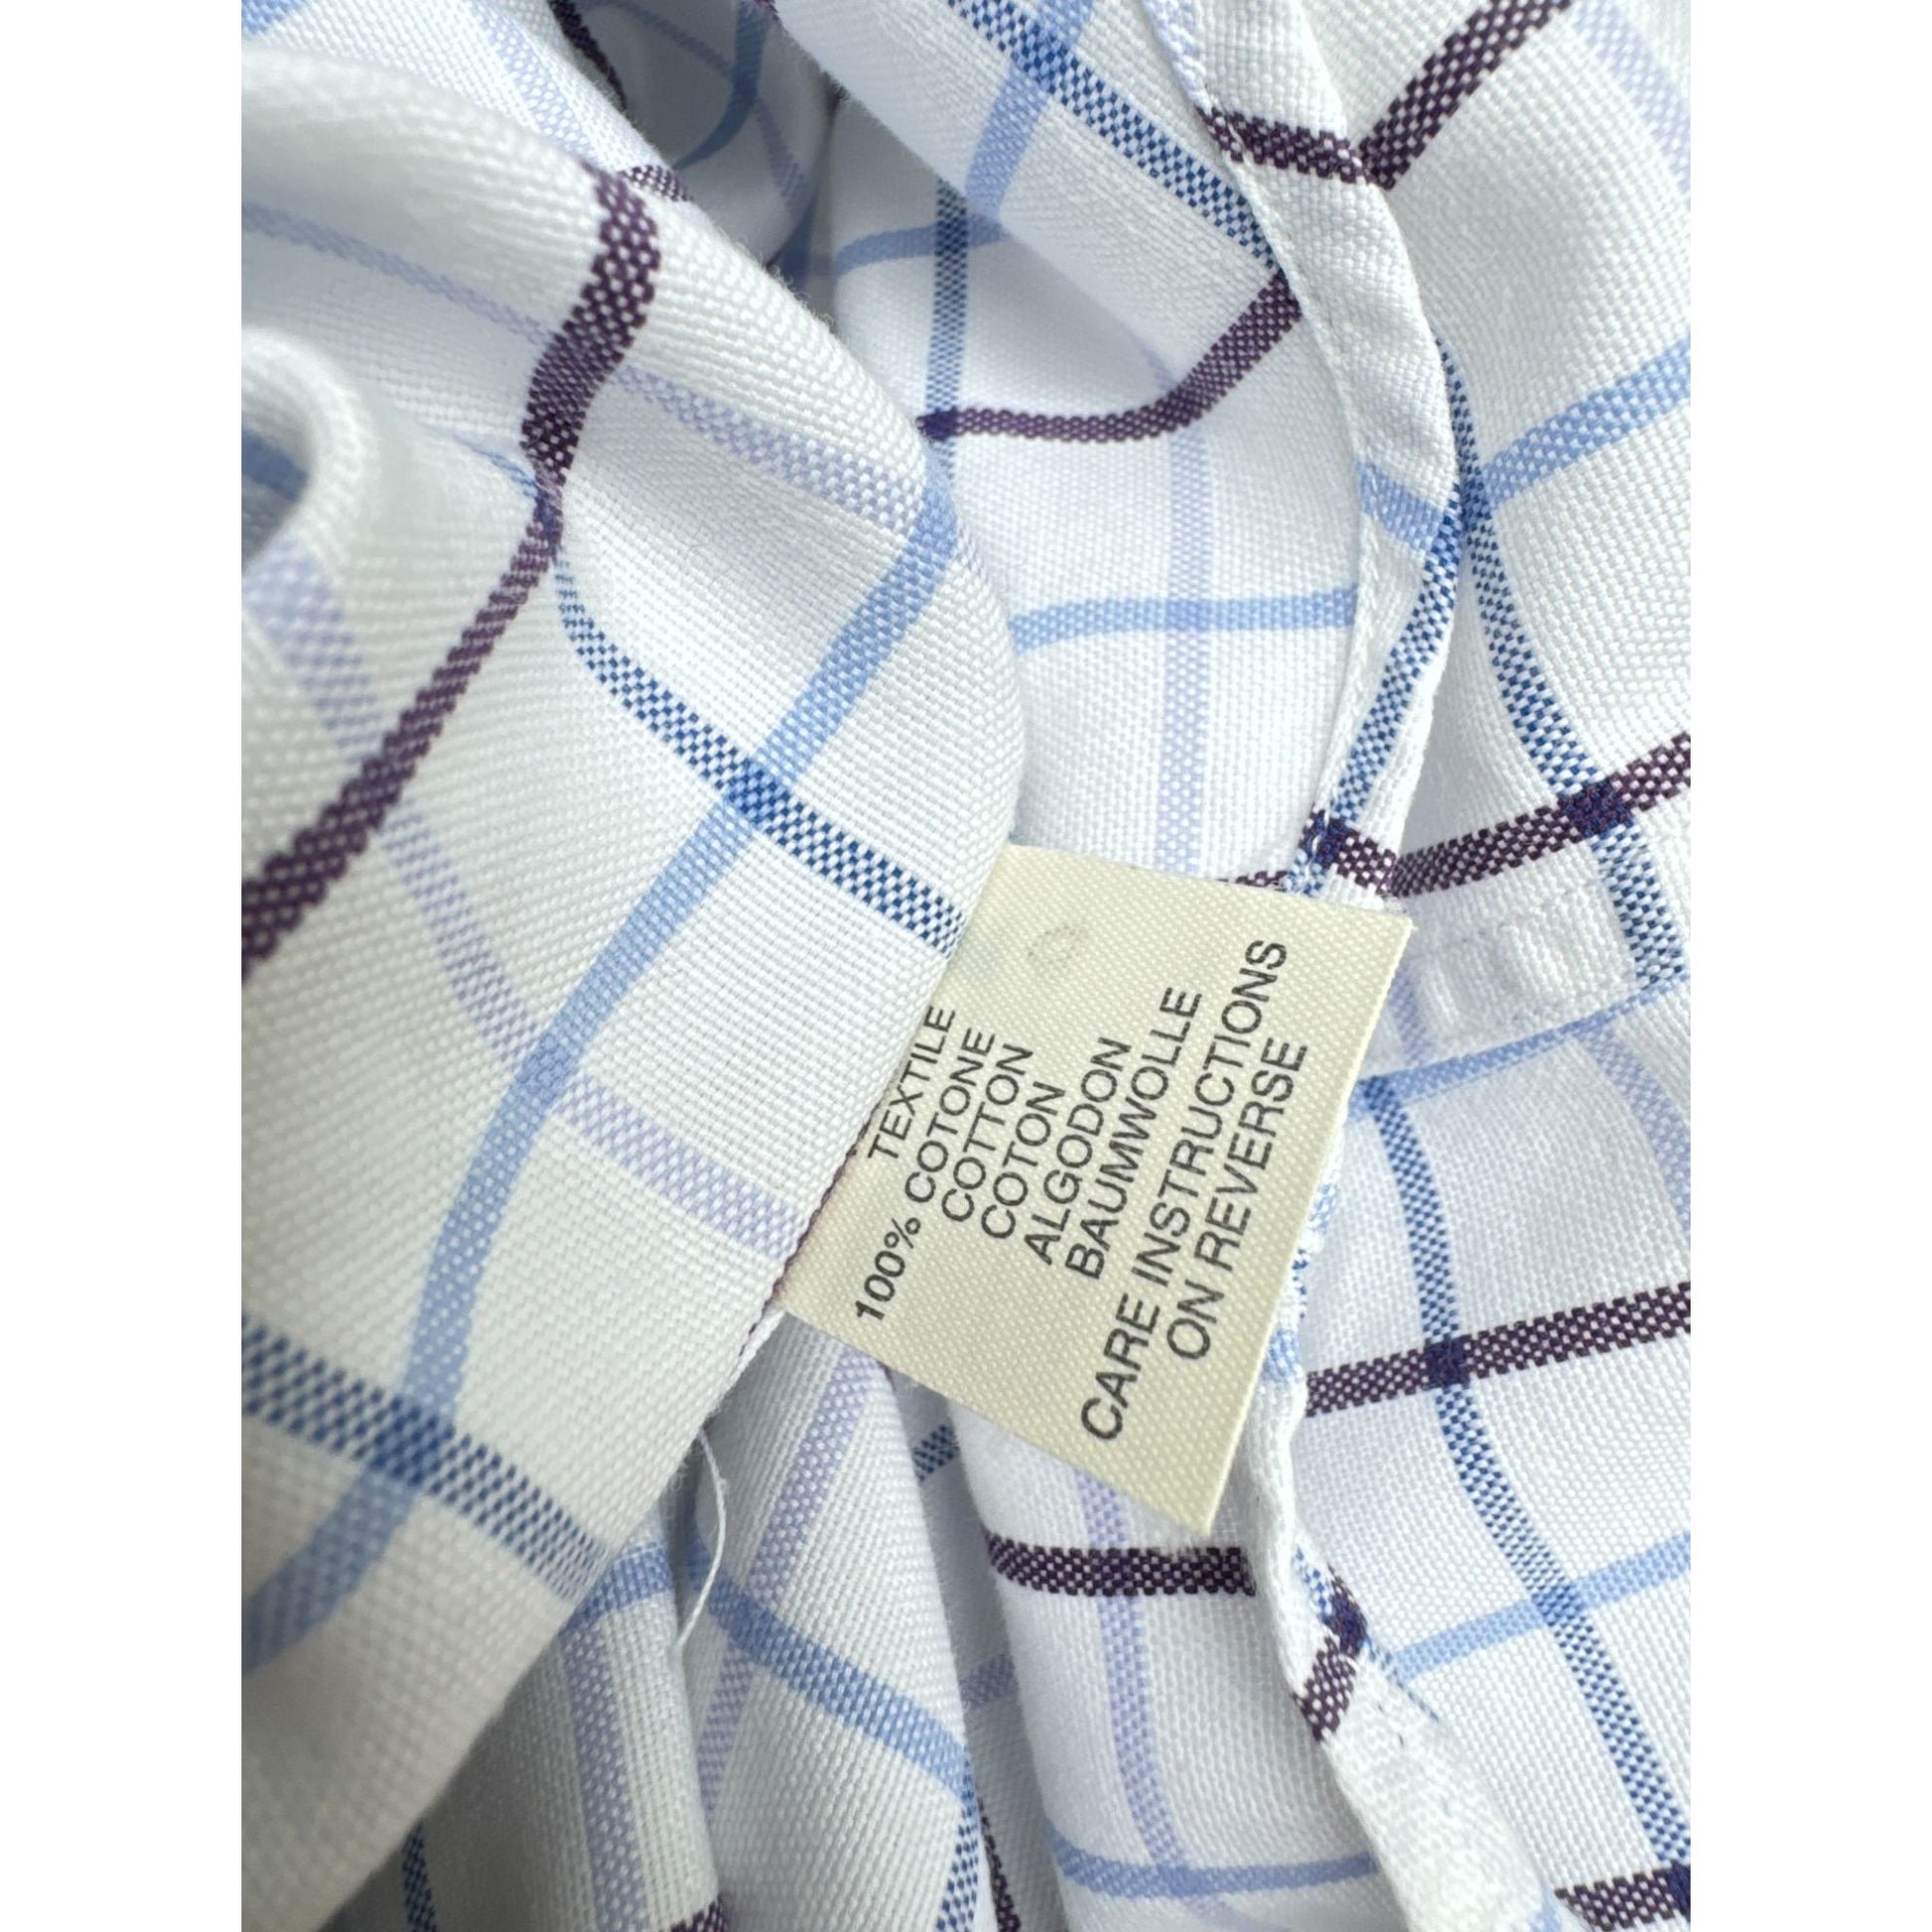 TEXTILE
100% COTONE
COTTON
COTON
ALGODON
BAUMWOLLE
CARE INSTRUCTIONS
ON REVERSE